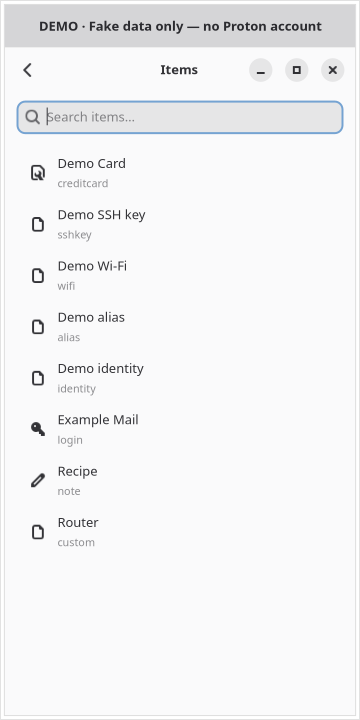 DEMO · Fake data only — no Proton account
Items
Search items...
Demo Card
creditcard
Demo SSH key
sshkey
Demo Wi-Fi
wifi
Demo alias
alias
Demo identity
identity
Example Mail
login
Recipe
note
Router
custom